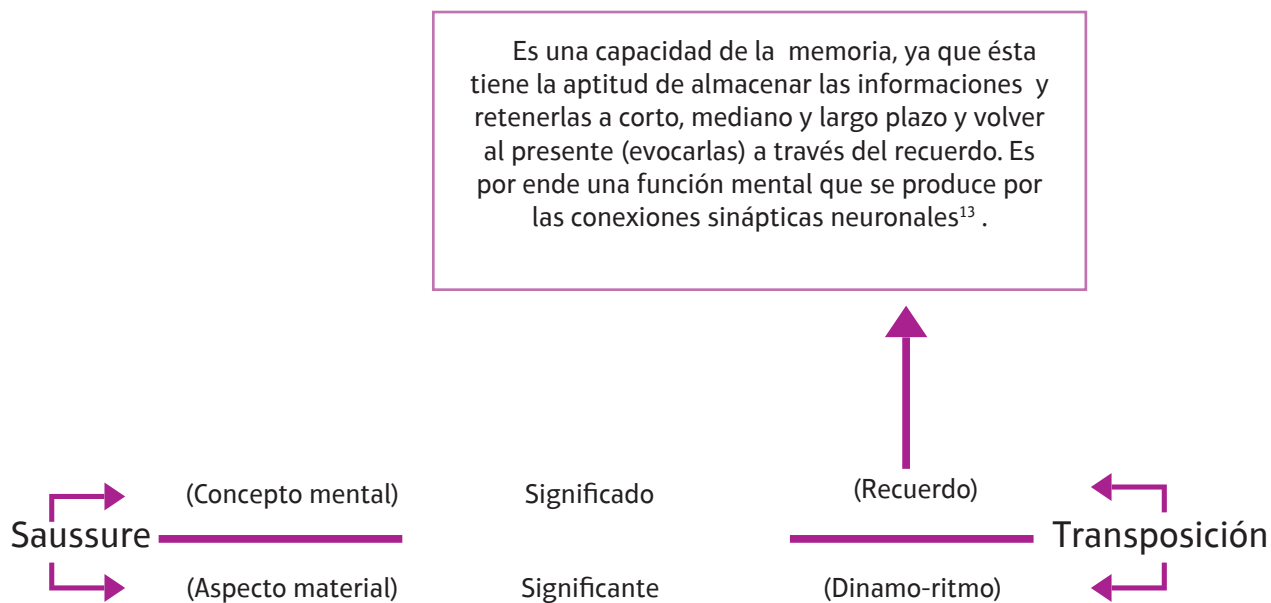 Es una capacidad de la memoria, ya que ésta
tiene la aptitud de almacenar las informaciones y
retenerlas a corto, mediano y largo plazo y volver
al presente (evocarlas) a través del recuerdo. Es
por ende una función mental que se produce por
las conexiones sinápticas neuronales¹³ .
(Concepto mental) Significado (Recuerdo)
Saussure Transposición
(Aspecto material) Significante (Dinamo-ritmo)